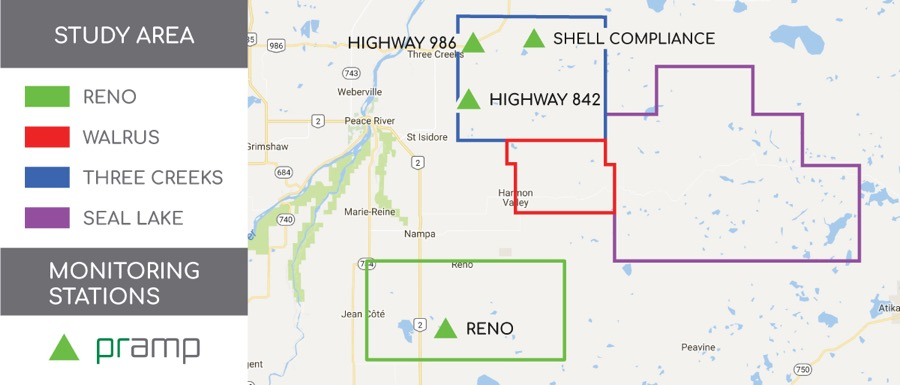 STUDY AREA
RENO
WALRUS
THREE CREEKS
SEAL LAKE
MONITORING
STATIONS
pramp
HIGHWAY 986
SHELL COMPLIANCE
Three Creeks
986
743
HIGHWAY 842
Weberville
2
Peace River
St Isidore
Grimshaw
2
684
Harmon
Valley
Marie-Reine
740
Nampa
Reno
Jean Côté
2
RENO
Peavine
Atika
750